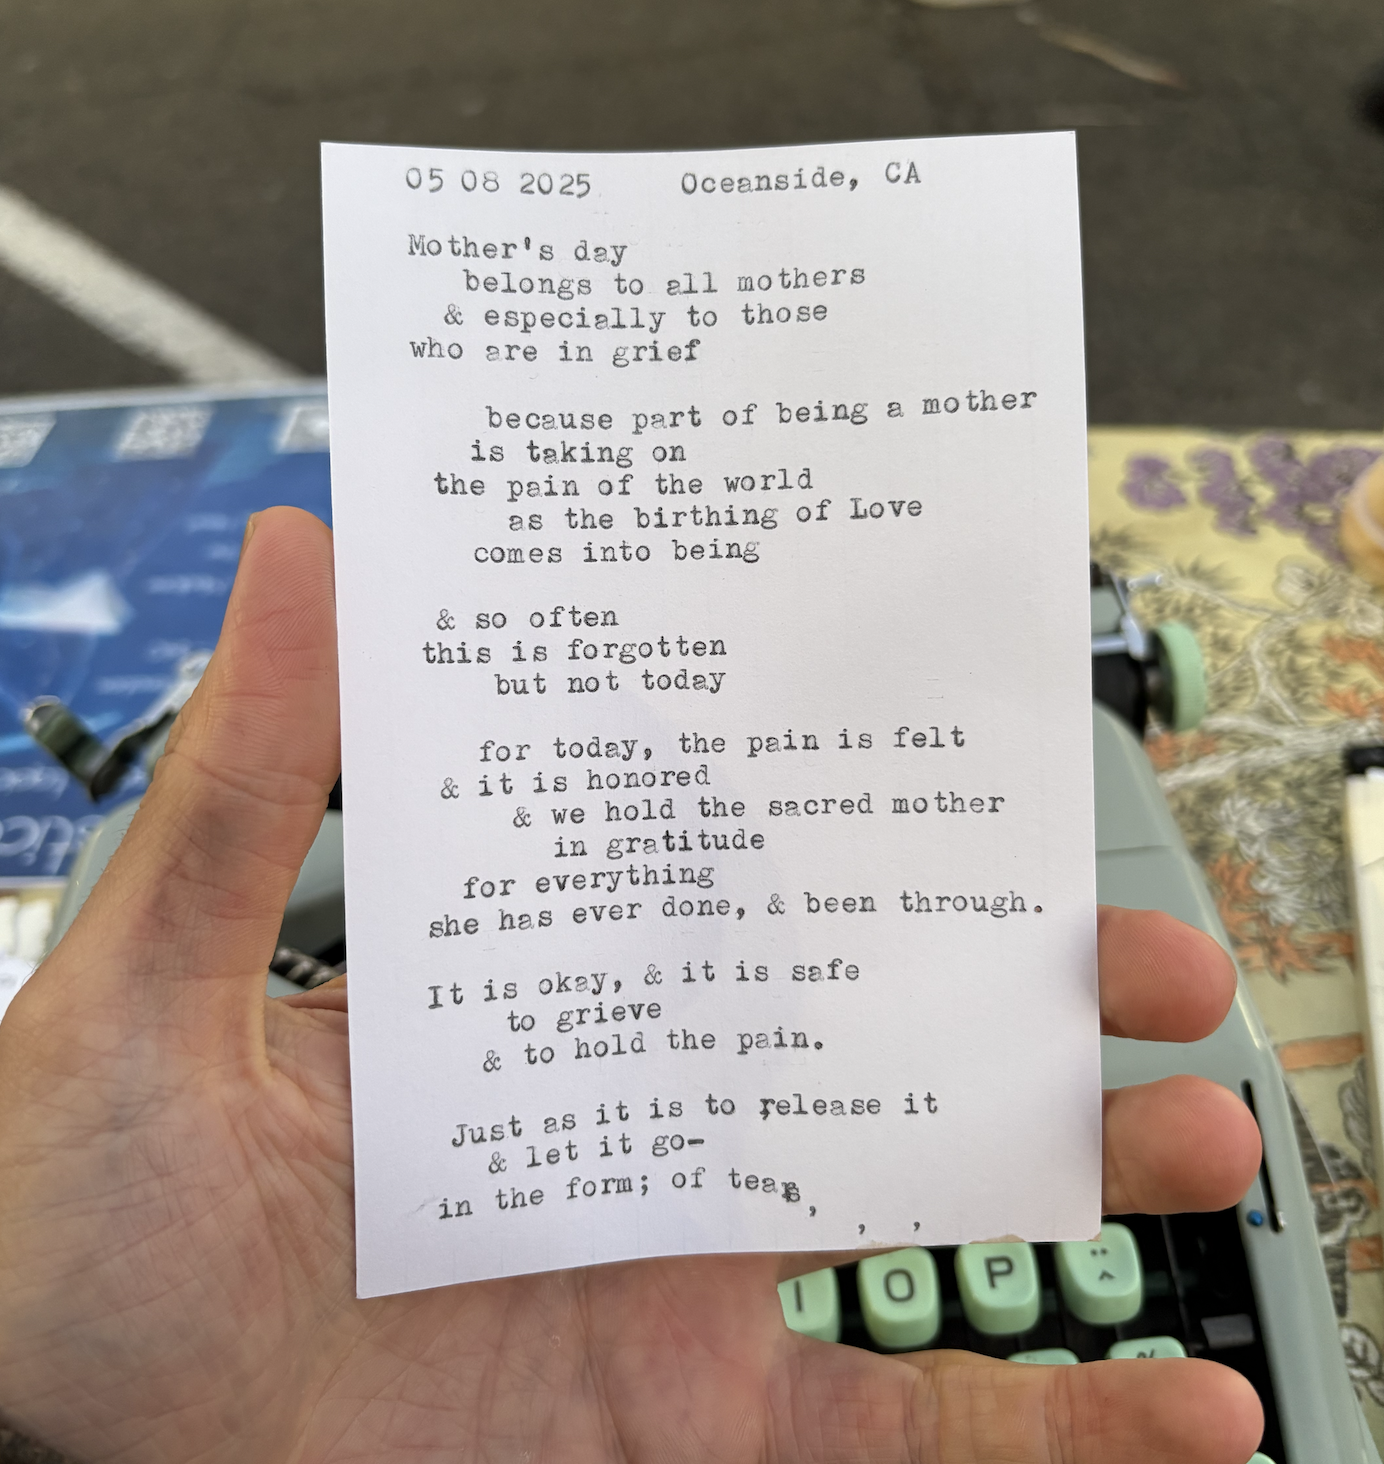 05 08 2025 Oceanside, CA
Mother's day
belongs to all mothers
& especially to those
who are in grief
because part of being a mother
is taking on
the pain of the world
as the birthing of Love
comes into being
& so often
this is forgotten
but not today
for today, the pain is felt
& it is honored
& we hold the sacred mother
in gratitude
for everything
she has ever done, & been through.
It is okay, & it is safe
to grieve
& to hold the pain.
Just as it is to release it
& let it go-
in the form; of tears, , ,
I O P ¨ ^
%